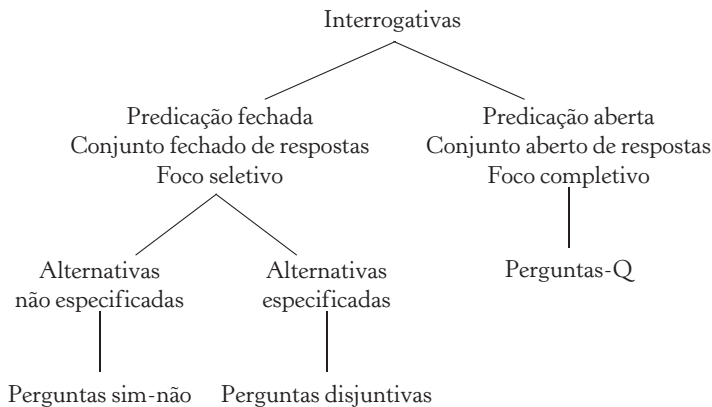 Interrogativas
Predicação fechada
Conjunto fechado de respostas
Foco seletivo
Predicação aberta
Conjunto aberto de respostas
Foco completivo
Alternativas
não especificadas
Alternativas
especificadas
Perguntas-Q
Perguntas sim-não
Perguntas disjuntivas